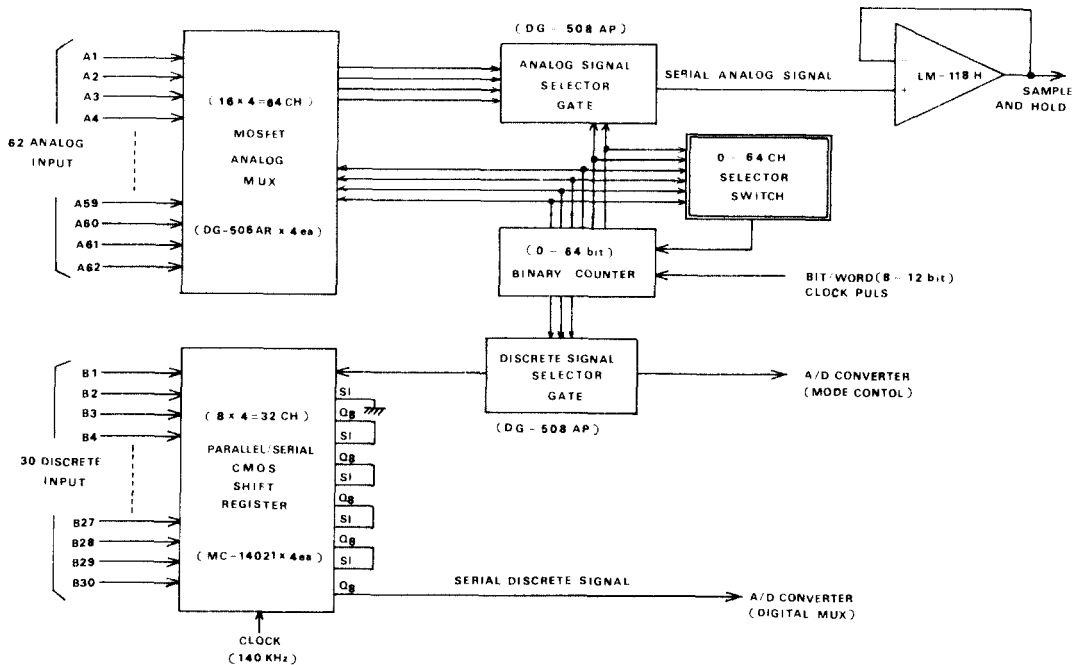 62 ANALOG
INPUT
A1
A2
A3
A4
A59
A60
A61
A62
(16 x 4=64 CH)
MOSFET
ANALOG
MUX
(DG-506AR x 4ea)
(DG - 508 AP)
ANALOG SIGNAL
SELECTOR
GATE
SERIAL ANALOG SIGNAL
LM-118 H
-
+
SAMPLE
AND HOLD
0 - 64 CH
SELECTOR
SWITCH
(0 - 64 bit)
BINARY COUNTER
BIT/WORD(8 - 12 bit)
CLOCK PULS
DISCRETE SIGNAL
SELECTOR
GATE
(DG-508 AP)
A/D CONVERTER
(MODE CONTOL)
30 DISCRETE
INPUT
B1
B2
B3
B4
B27
B28
B29
B30
(8 x 4=32 CH)
PARALLEL/SERIAL
CMOS
SHIFT
REGISTER
(MC-14021x4ea)
SI
Q8
SI
Q8
SI
Q8
SI
Q8
SI
Q8
SERIAL DISCRETE SIGNAL
A/D CONVERTER
(DIGITAL MUX)
CLOCK
(140 KHz)